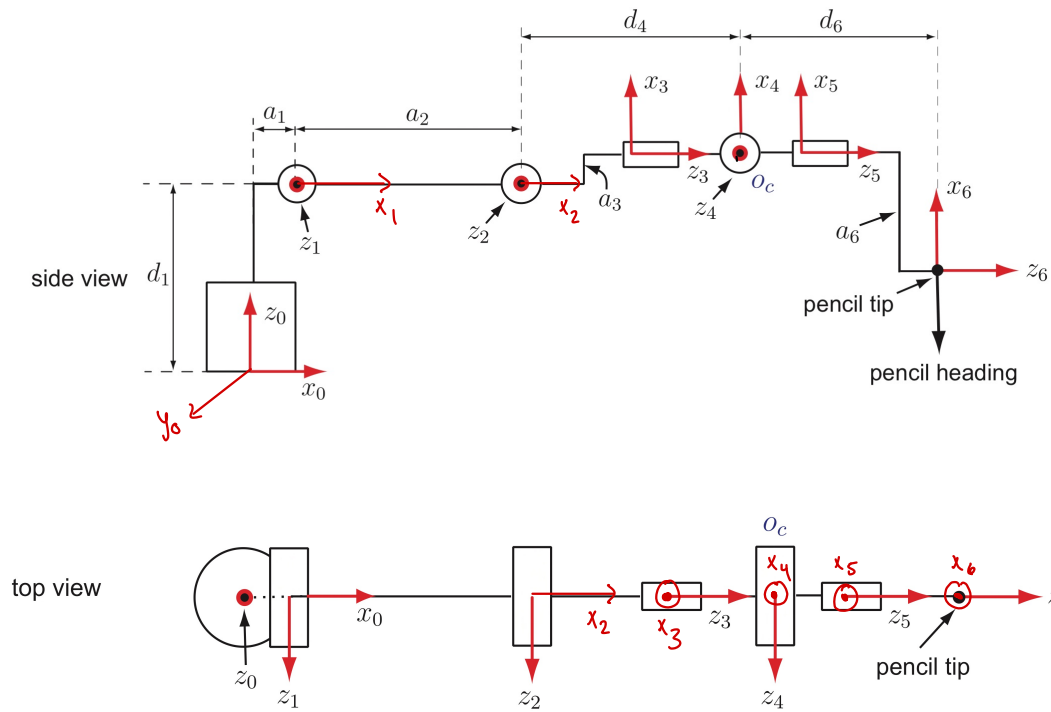 d₄ d₆
x₃ x₄ x₅
a₁ a₂
z₃ O_c z₅
x₁ x₂ a₃ z₄ x₆
z₁ z₂ a₆
side view d₁ z₆
z₀ pencil tip
x₀ pencil heading
y₀
O_c
top view x₄ x₅ x₆
x₀ x₂ x₃ z₃ z₅
z₀ z₁ z₂ z₄ pencil tip